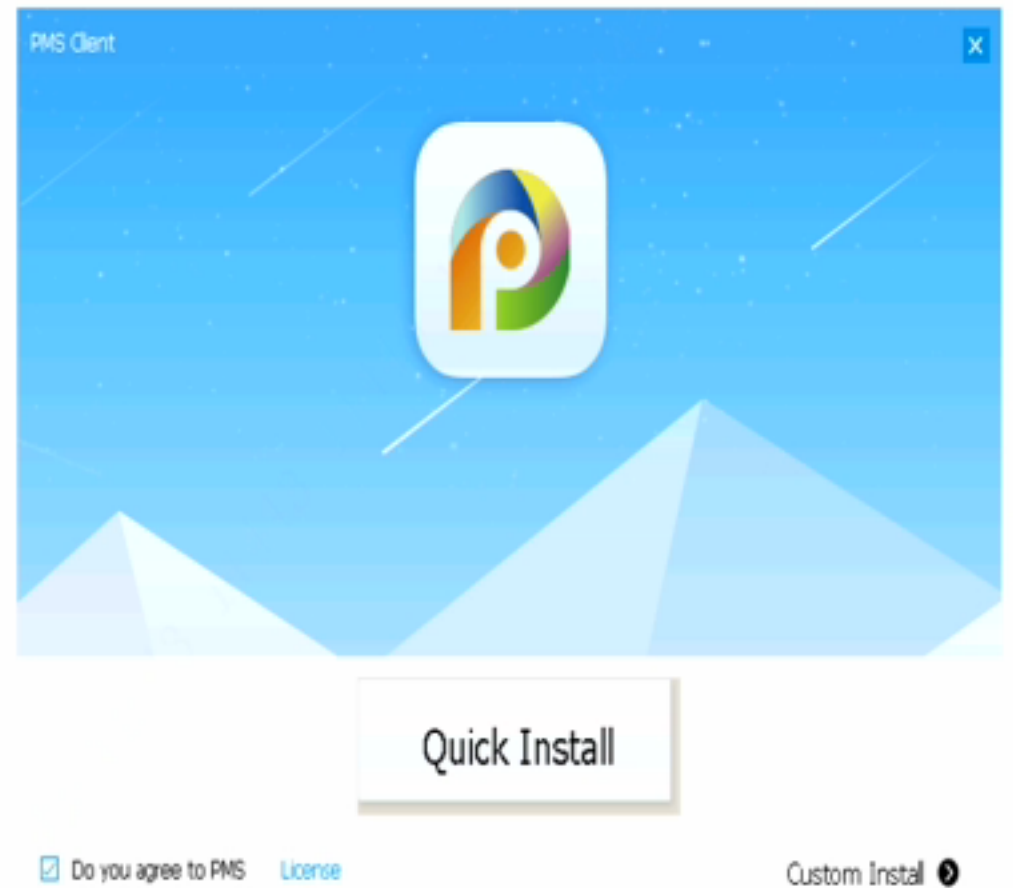 PMS Client
X
Quick Install
Do you agree to PMS License
Custom Install